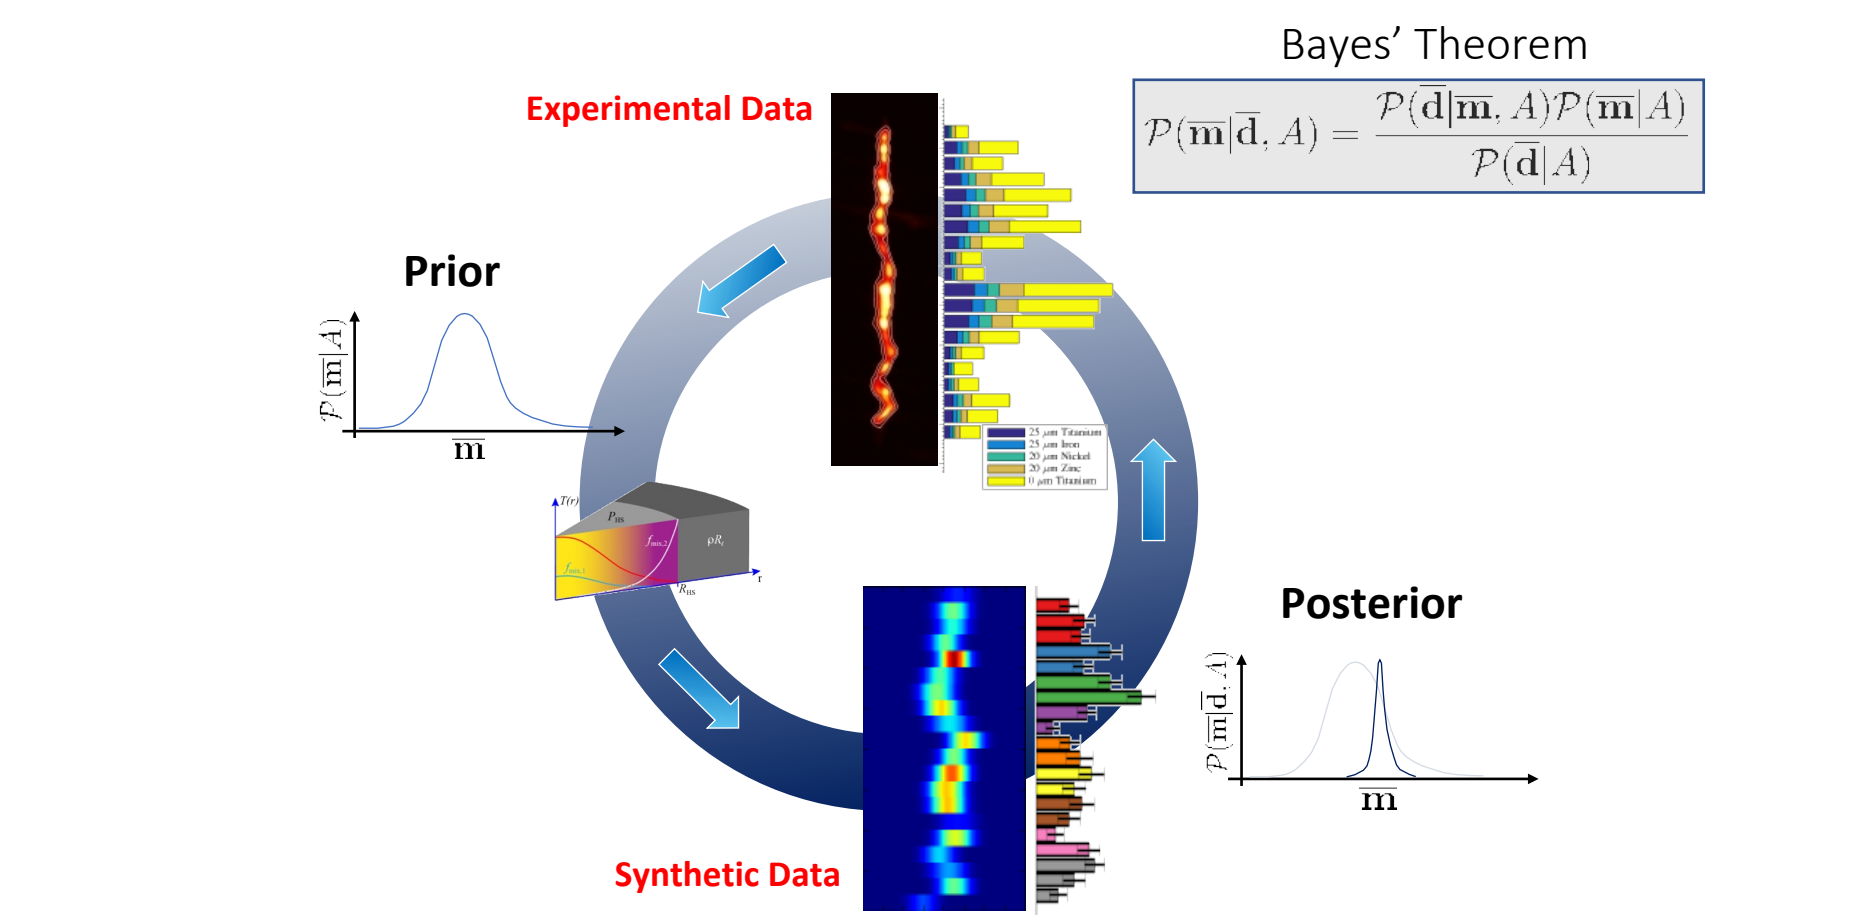 Bayes’ Theorem
𝒫(m̅|d̅, A) = 𝒫(d̅|m̅, A)𝒫(m̅|A) / 𝒫(d̅|A)
Experimental Data
Prior
𝒫(m̅|A)
m̅
25 μm Titanium
25 μm Iron
20 μm Nickel
20 μm Zinc
0 μm Titanium
T(r)
P_HS
f_mix,2
ρR_ℓ
f_mix,1
r
R_HS
Posterior
𝒫(m̅|d̅, A)
m̅
Synthetic Data